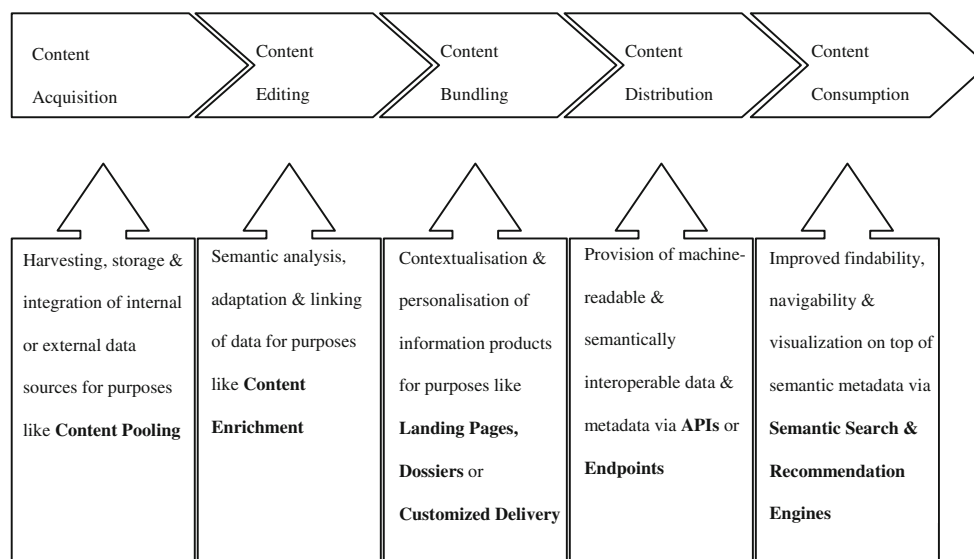 Content
Acquisition
Content
Editing
Content
Bundling
Content
Distribution
Content
Consumption
Harvesting, storage &
integration of internal
or external data
sources for purposes
like Content Pooling
Semantic analysis,
adaptation & linking
of data for purposes
like Content
Enrichment
Contextualisation &
personalisation of
information products
for purposes like
Landing Pages,
Dossiers or
Customized Delivery
Provision of machine-
readable &
semantically
interoperable data &
metadata via APIs or
Endpoints
Improved findability,
navigability &
visualization on top of
semantic metadata via
Semantic Search &
Recommendation
Engines